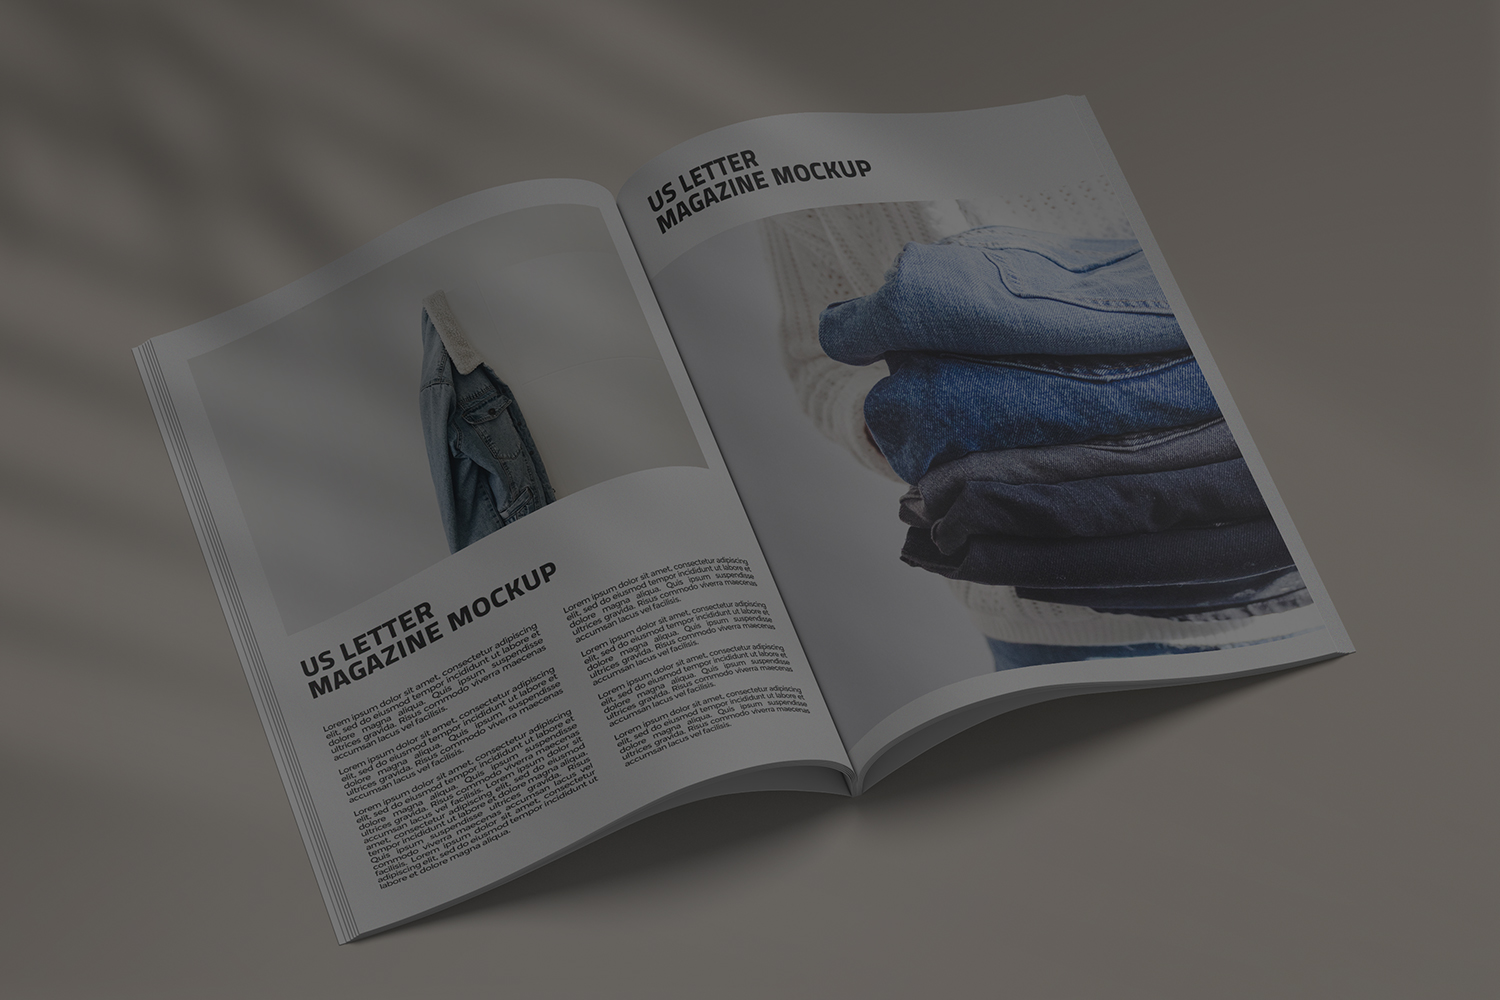 US LETTER
MAGAZINE MOCKUP
Lorem ipsum dolor sit amet, consectetur adipiscing
elit, sed do eiusmod tempor incididunt ut labore et
dolore magna aliqua. Quis ipsum suspendisse
ultrices gravida. Risus commodo viverra maecenas
accumsan lacus vel facilisis.
Lorem ipsum dolor sit amet, consectetur adipiscing
elit, sed do eiusmod tempor incididunt ut labore et
dolore magna aliqua. Quis ipsum suspendisse
ultrices gravida. Risus commodo viverra maecenas
accumsan lacus vel facilisis.
Lorem ipsum dolor sit amet, consectetur adipiscing
elit, sed do eiusmod tempor incididunt ut labore et
dolore magna aliqua. Quis ipsum suspendisse
ultrices gravida. Risus commodo viverra maecenas
accumsan lacus vel facilisis. Lorem ipsum dolor sit
amet, consectetur adipiscing elit, sed do eiusmod
tempor incididunt ut labore et dolore magna aliqua.
Quis ipsum suspendisse ultrices gravida. Risus
commodo viverra maecenas accumsan lacus vel
facilisis. Lorem ipsum dolor sit amet, consectetur
adipiscing elit, sed do eiusmod tempor incididunt ut
labore et dolore magna aliqua.
Lorem ipsum dolor sit amet, consectetur adipiscing
elit, sed do eiusmod tempor incididunt ut labore et
dolore magna aliqua. Quis ipsum suspendisse
ultrices gravida. Risus commodo viverra maecenas
accumsan lacus vel facilisis.
Lorem ipsum dolor sit amet, consectetur adipiscing
elit, sed do eiusmod tempor incididunt ut labore et
dolore magna aliqua. Quis ipsum suspendisse
ultrices gravida. Risus commodo viverra maecenas
accumsan lacus vel facilisis.
Lorem ipsum dolor sit amet, consectetur adipiscing
elit, sed do eiusmod tempor incididunt ut labore et
dolore magna aliqua. Quis ipsum suspendisse
ultrices gravida. Risus commodo viverra maecenas
accumsan lacus vel facilisis.
Lorem ipsum dolor sit amet, consectetur adipiscing
elit, sed do eiusmod tempor incididunt ut labore et
dolore magna aliqua. Quis ipsum suspendisse
ultrices gravida. Risus commodo viverra maecenas
accumsan lacus vel facilisis.
US LETTER
MAGAZINE MOCKUP